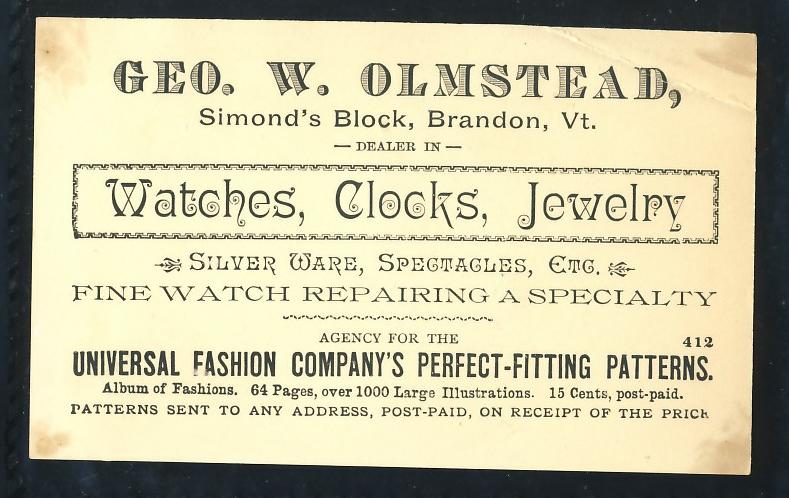 GEO. W. OLMSTEAD,
Simond's Block, Brandon, Vt.
— DEALER IN —
Watches, Clocks, Jewelry
SILVER WARE, SPECTACLES, ETC.
FINE WATCH REPAIRING A SPECIALTY
AGENCY FOR THE 412
UNIVERSAL FASHION COMPANY'S PERFECT-FITTING PATTERNS.
Album of Fashions. 64 Pages, over 1000 Large Illustrations. 15 Cents, post-paid.
PATTERNS SENT TO ANY ADDRESS, POST-PAID, ON RECEIPT OF THE PRICE